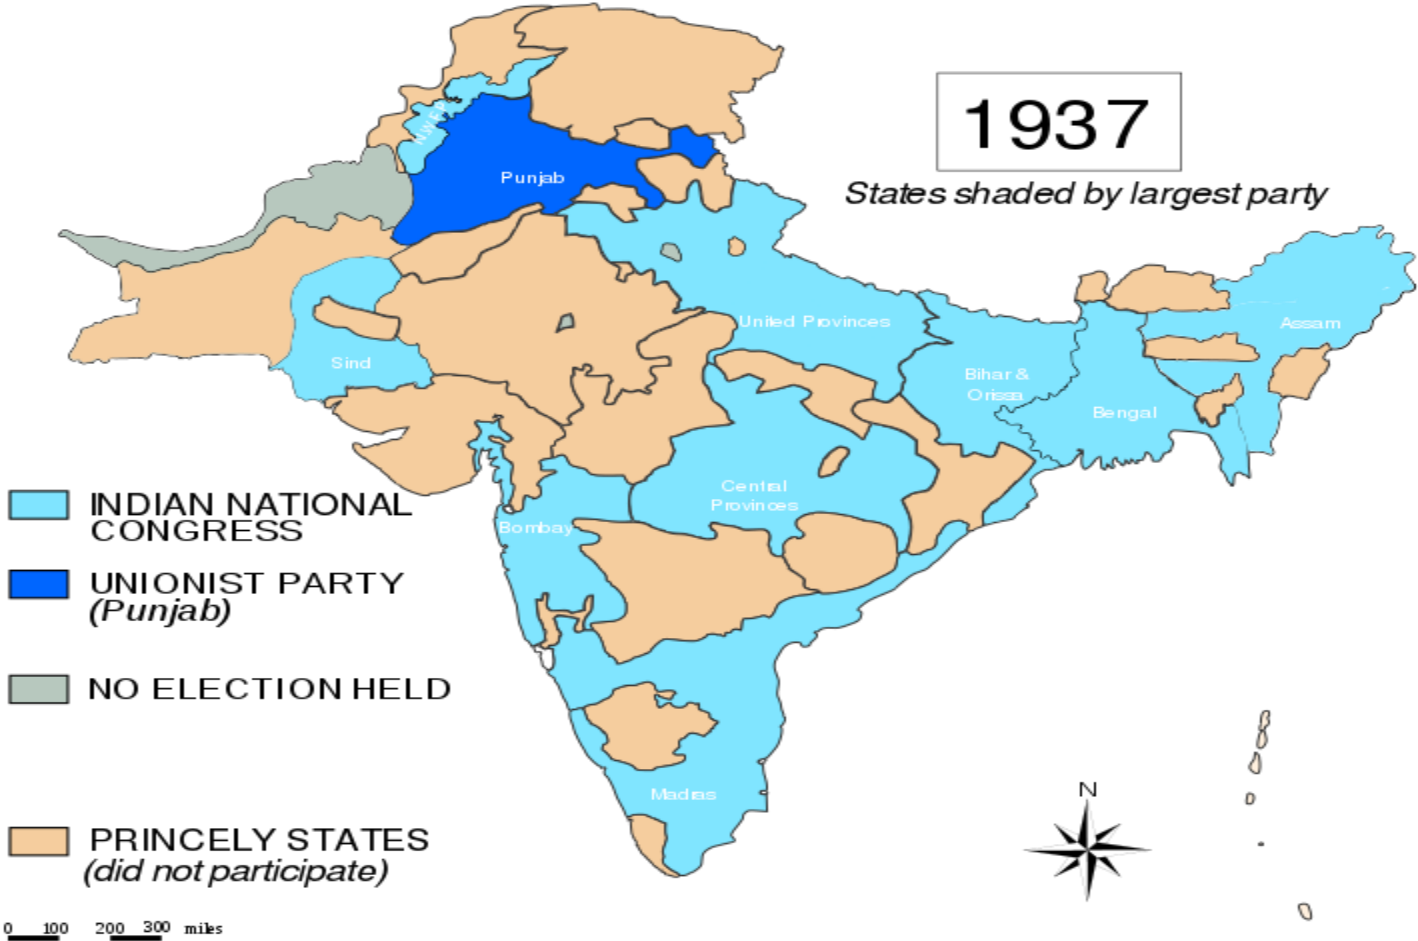 1937
States shaded by largest party
N.W.F.P
Punjab
United Provinces
Assam
Sind
Bihar &
Orissa
Bengal
Central
Provinces
Bombay
Madras
INDIAN NATIONAL
CONGRESS
UNIONIST PARTY
(Punjab)
NO ELECTION HELD
PRINCELY STATES
(did not participate)
N
0 100 200 300 miles